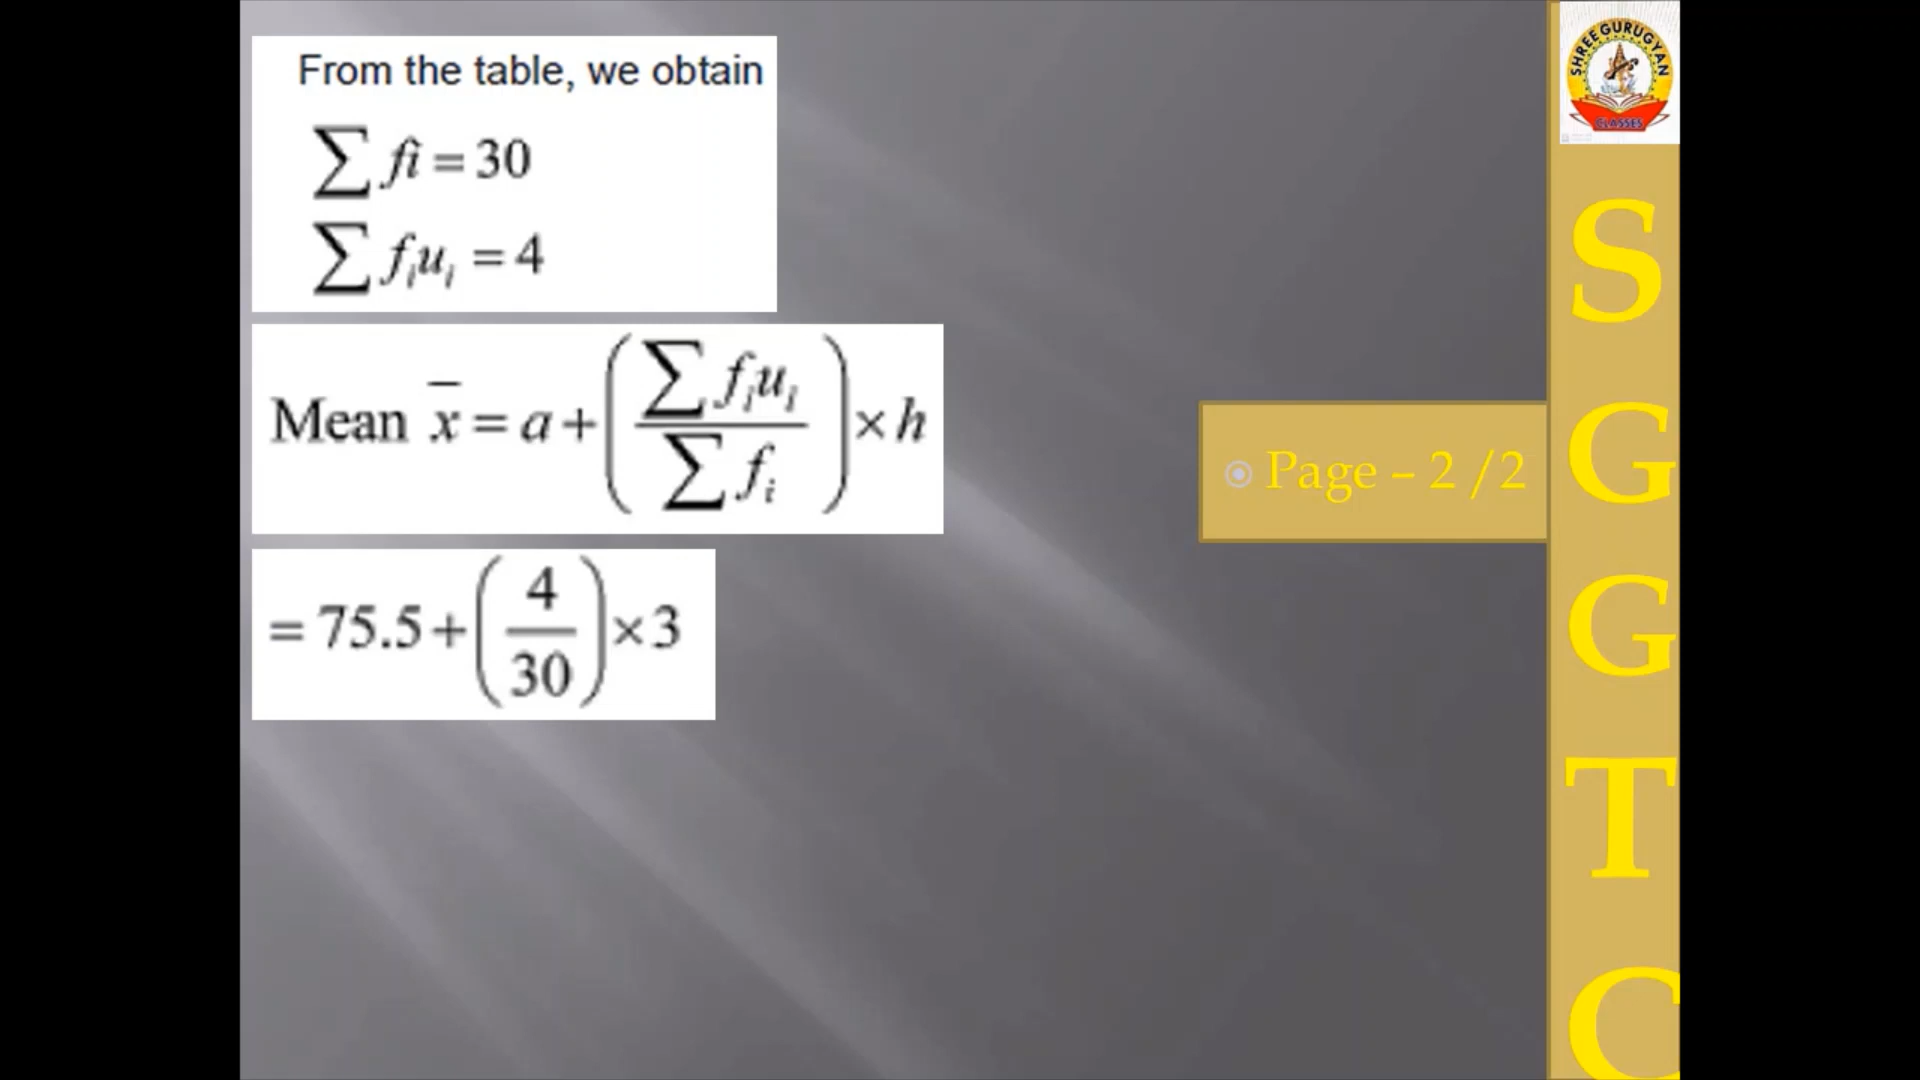 From the table, we obtain
∑ fi = 30
∑ fᵢuᵢ = 4
Mean x̄ = a + (∑ fᵢuᵢ / ∑ fᵢ) × h
= 75.5 + (4 / 30) × 3
Page – 2 /2
SHREE GURUGYAN
CLASSES
S
G
G
T
C